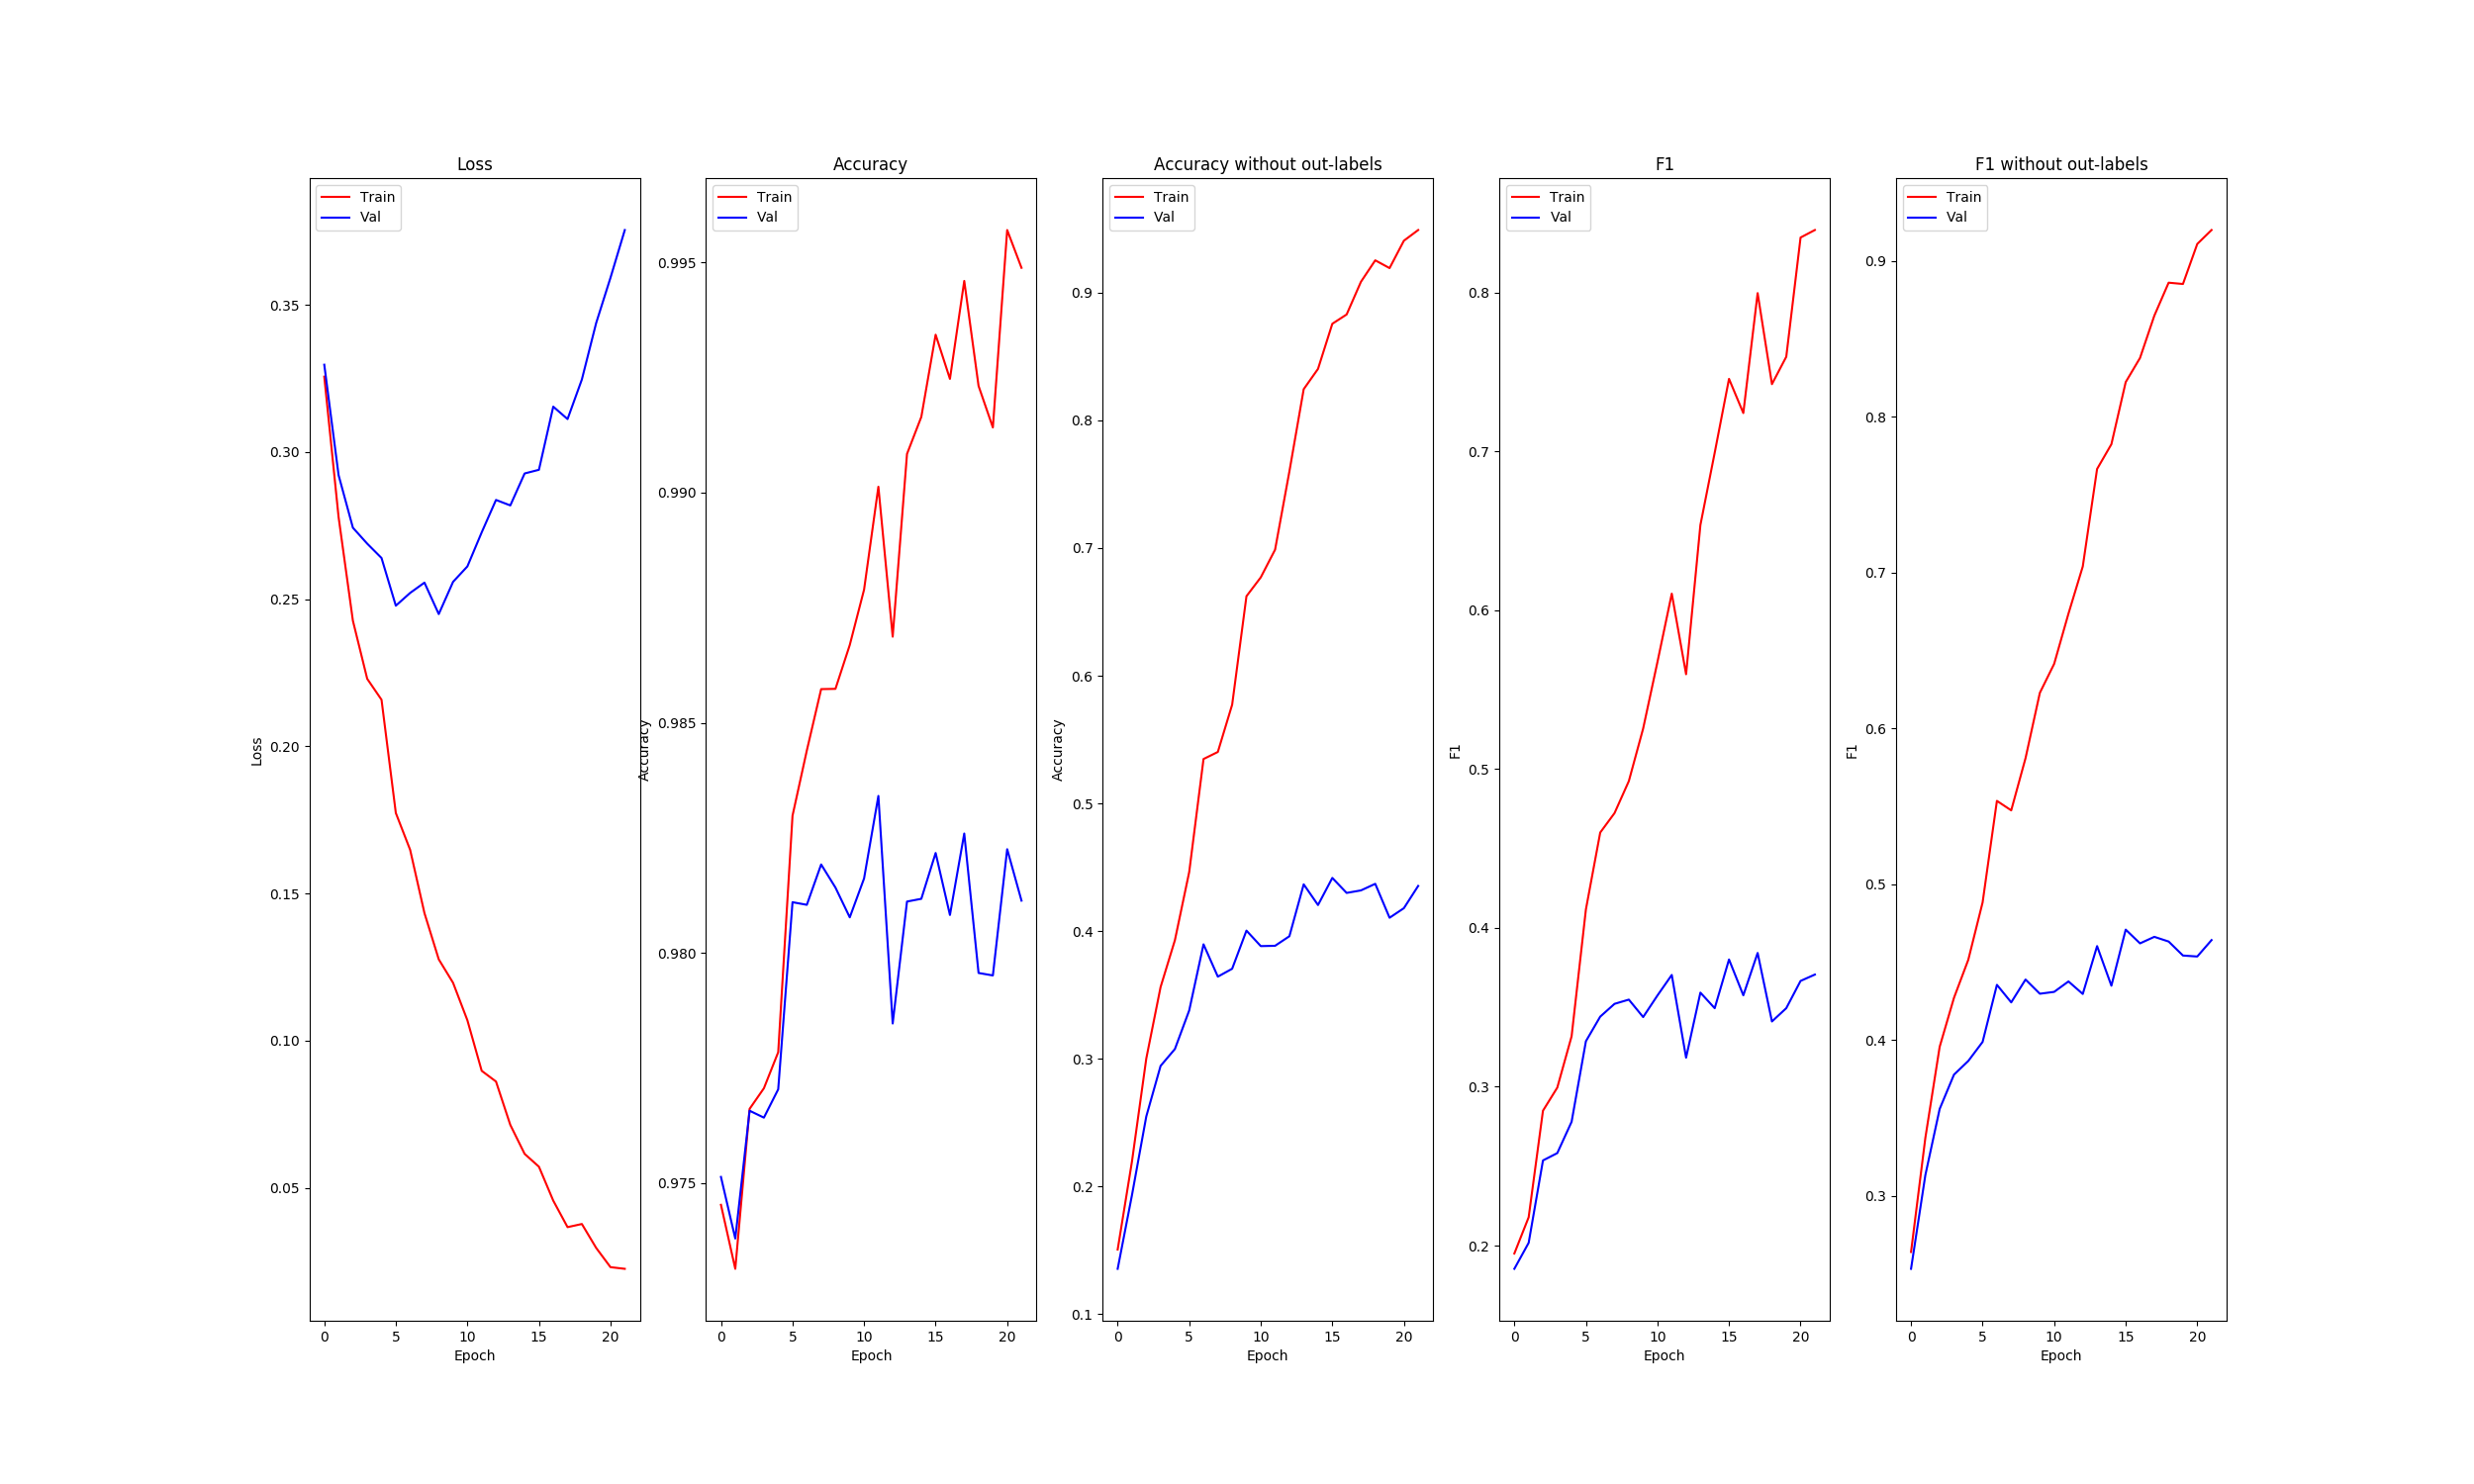 Loss
Train
Val
0.35
0.30
0.25
0.20
0.15
0.10
0.05
Loss
0 5 10 15 20
Epoch
Accuracy
Train
Val
0.995
0.990
0.985
0.980
0.975
Accuracy
0 5 10 15 20
Epoch
Accuracy without out-labels
Train
Val
0.9
0.8
0.7
0.6
0.5
0.4
0.3
0.2
0.1
Accuracy
0 5 10 15 20
Epoch
F1
Train
Val
0.8
0.7
0.6
0.5
0.4
0.3
0.2
F1
0 5 10 15 20
Epoch
F1 without out-labels
Train
Val
0.9
0.8
0.7
0.6
0.5
0.4
0.3
F1
0 5 10 15 20
Epoch